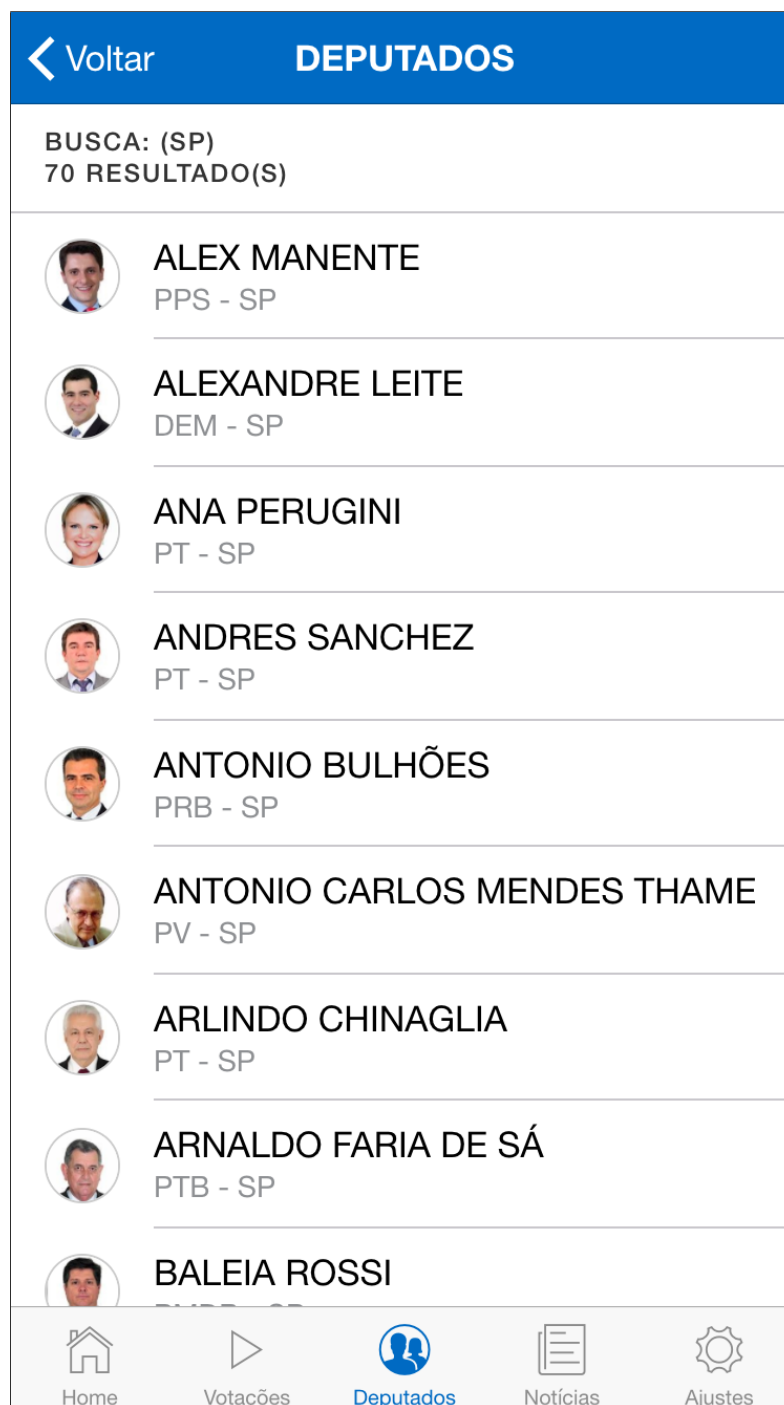 Voltar
DEPUTADOS
BUSCA: (SP)
70 RESULTADO(S)
ALEX MANENTE
PPS - SP
ALEXANDRE LEITE
DEM - SP
ANA PERUGINI
PT - SP
ANDRES SANCHEZ
PT - SP
ANTONIO BULHÕES
PRB - SP
ANTONIO CARLOS MENDES THAME
PV - SP
ARLINDO CHINAGLIA
PT - SP
ARNALDO FARIA DE SÁ
PTB - SP
BALEIA ROSSI
Home
Votações
Deputados
Notícias
Ajustes